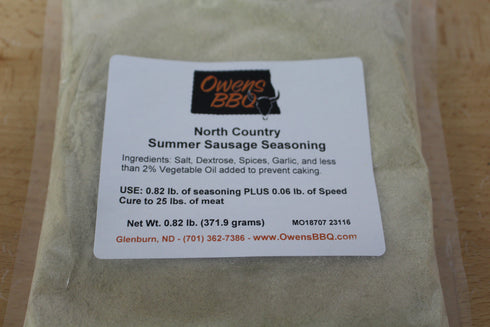 Owens
BBQ
North Country
Summer Sausage Seasoning
Ingredients: Salt, Dextrose, Spices, Garlic, and less
than 2% Vegetable Oil added to prevent caking.
USE: 0.82 lb. of seasoning PLUS 0.06 lb. of Speed
Cure to 25 lbs. of meat
Net Wt. 0.82 lb. (371.9 grams) MO18707 23116
Glenburn, ND - (701) 362-7386 - www.OwensBBQ.com